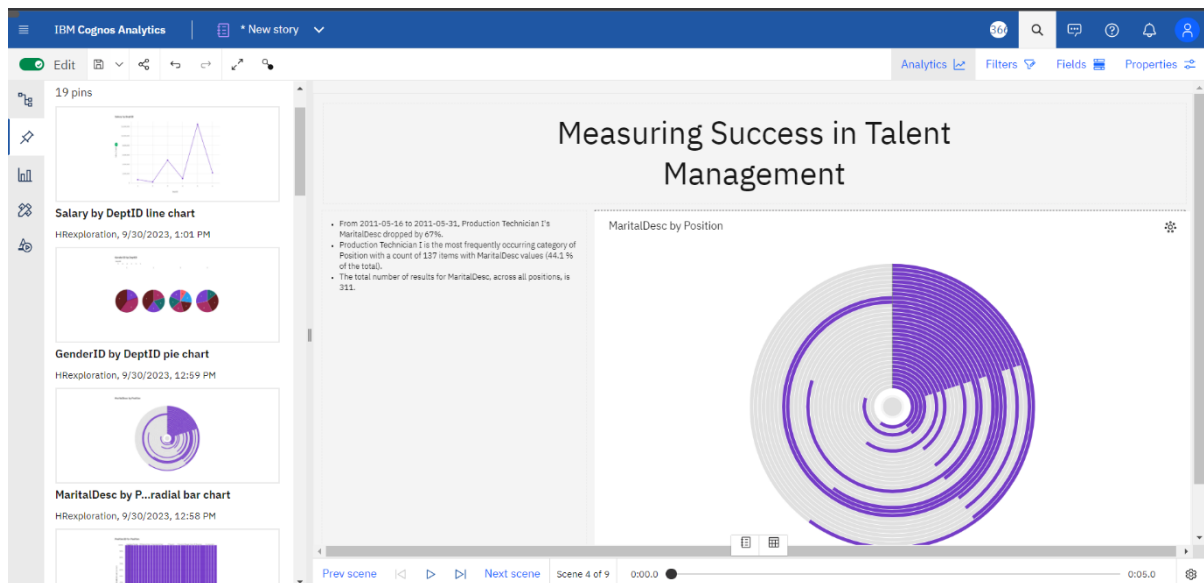 IBM Cognos Analytics
* New story
Edit
Analytics
Filters
Fields
Properties
19 pins
Salary by DeptID line chart
HRexploration, 9/30/2023, 1:01 PM
GenderID by DeptID pie chart
HRexploration, 9/30/2023, 12:59 PM
MaritalDesc by P...radial bar chart
HRexploration, 9/30/2023, 12:58 PM
Measuring Success in Talent
Management
From 2011-05-16 to 2011-05-31, Production Technician I's
MaritalDesc dropped by 67%.
Production Technician I is the most frequently occurring category of
Position with a count of 137 items with MaritalDesc values (44.1 %
of the total).
The total number of results for MaritalDesc, across all positions, is
311.
MaritalDesc by Position
Prev scene
Next scene
Scene 4 of 9
0:00.0
0:05.0